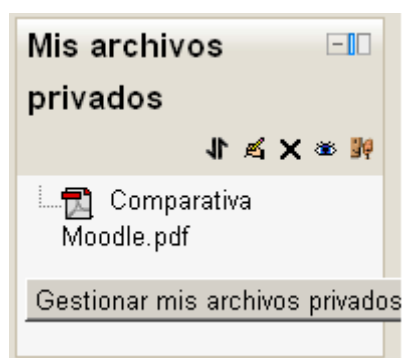 Mis archivos
privados
Comparativa
Moodle.pdf
Gestionar mis archivos privados